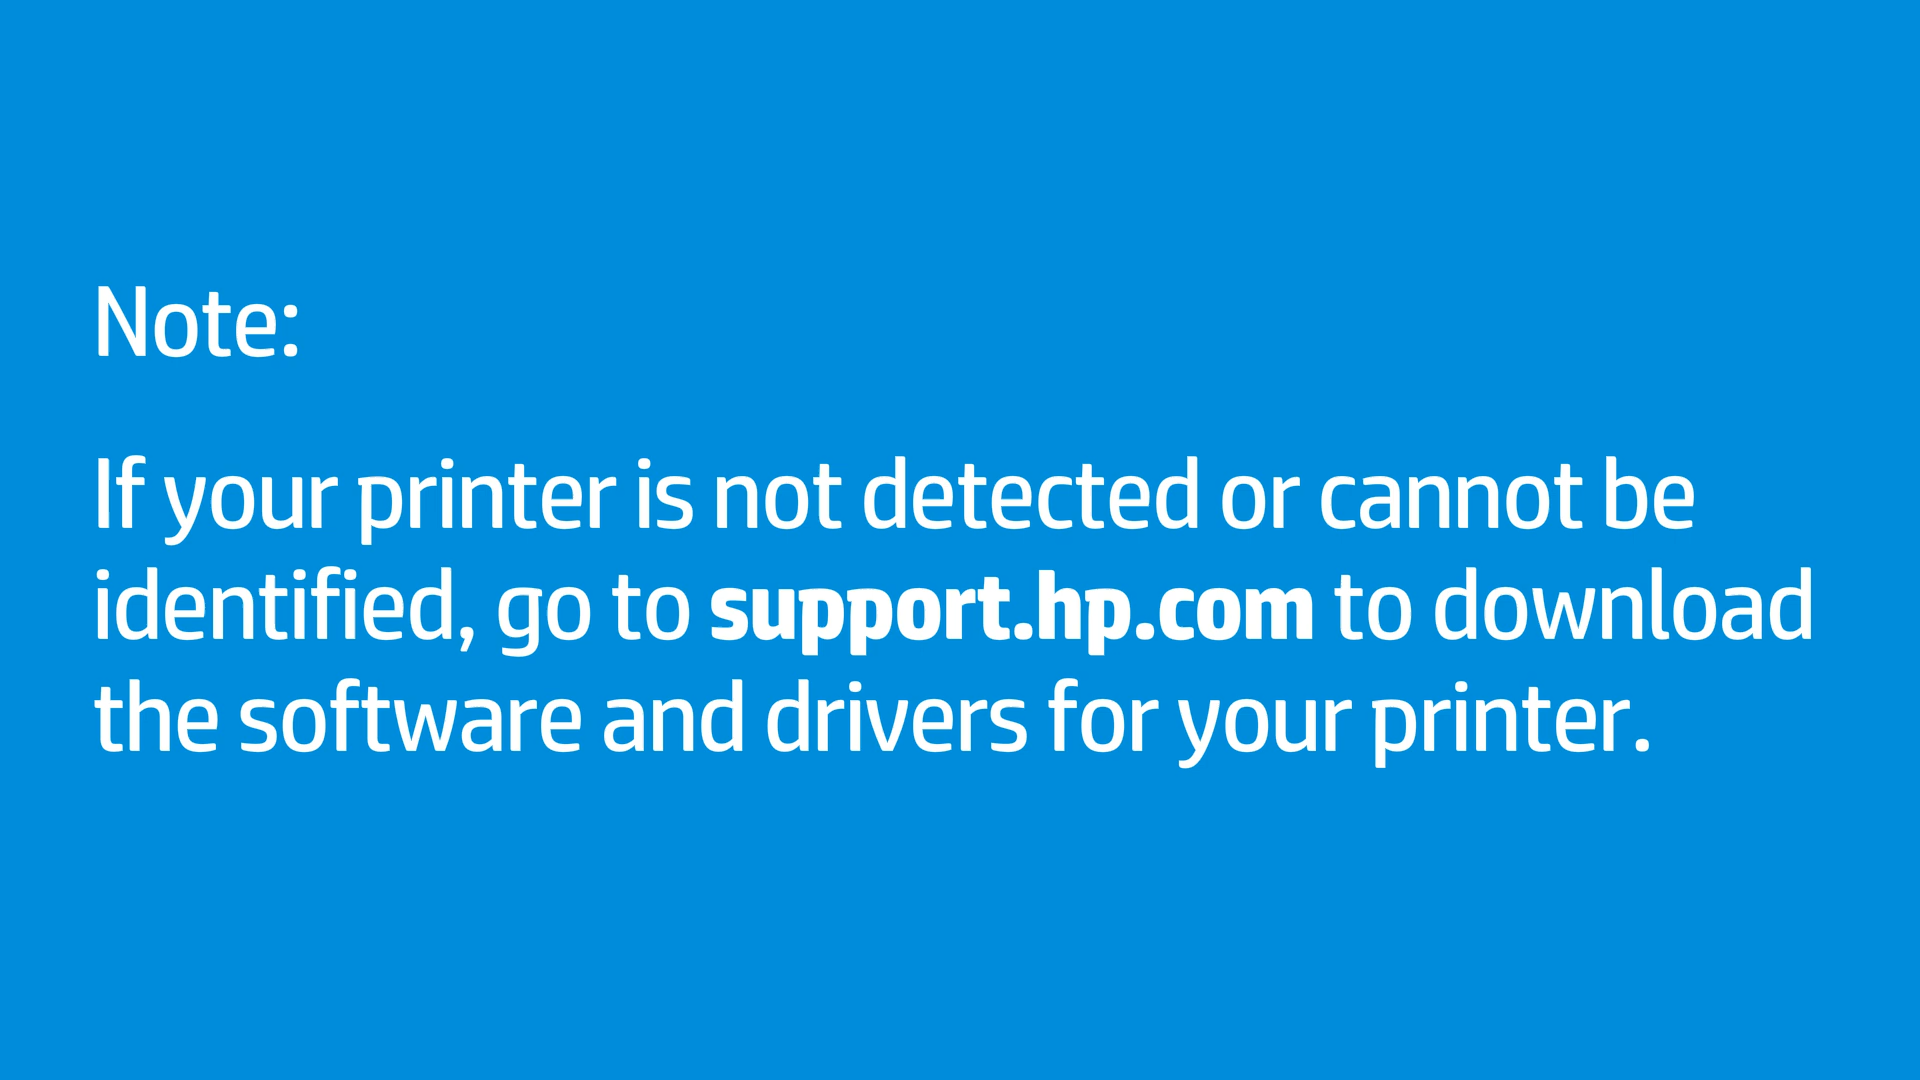 Note:
If your printer is not detected or cannot be
identified, go to support.hp.com to download
the software and drivers for your printer.